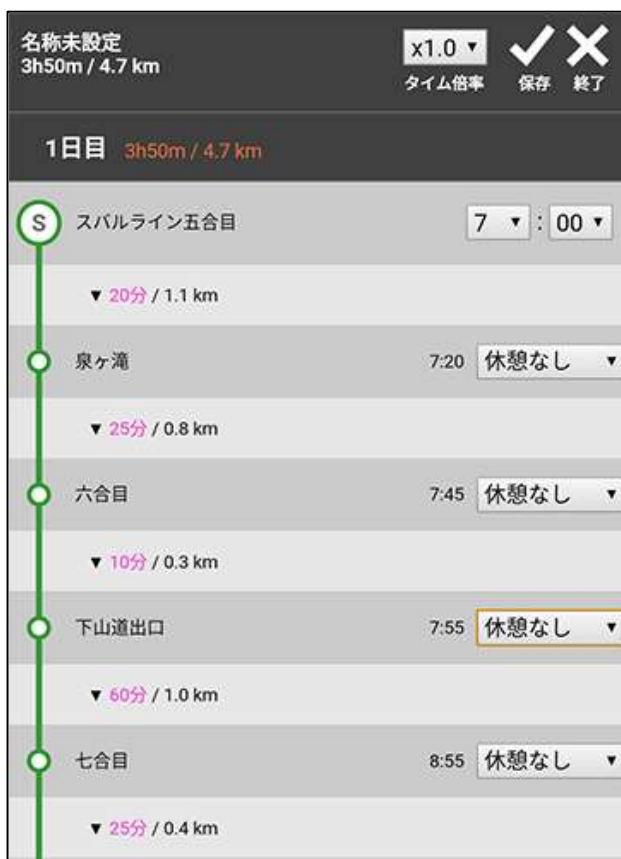 名称未設定
3h50m / 4.7 km
x1.0 ▼
タイム倍率
保存
終了
1日目 3h50m / 4.7 km
S スバルライン五合目 7 ▼ : 00 ▼
▼ 20分 / 1.1 km
泉ヶ滝 7:20 休憩なし ▼
▼ 25分 / 0.8 km
六合目 7:45 休憩なし ▼
▼ 10分 / 0.3 km
下山道出口 7:55 休憩なし ▼
▼ 60分 / 1.0 km
七合目 8:55 休憩なし ▼
▼ 25分 / 0.4 km